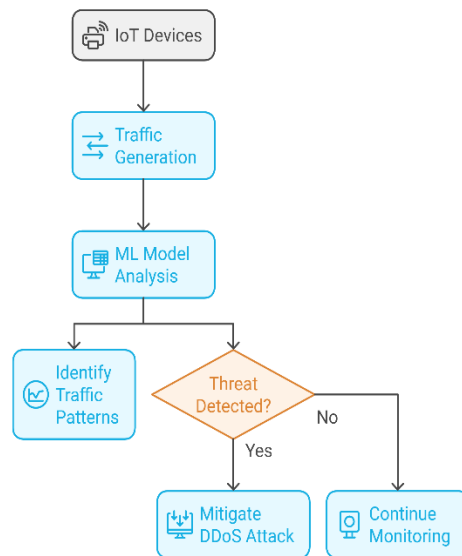 IoT Devices
Traffic
Generation
ML Model
Analysis
Identify
Traffic
Patterns
Threat
Detected?
No
Yes
Mitigate
DDoS Attack
Continue
Monitoring